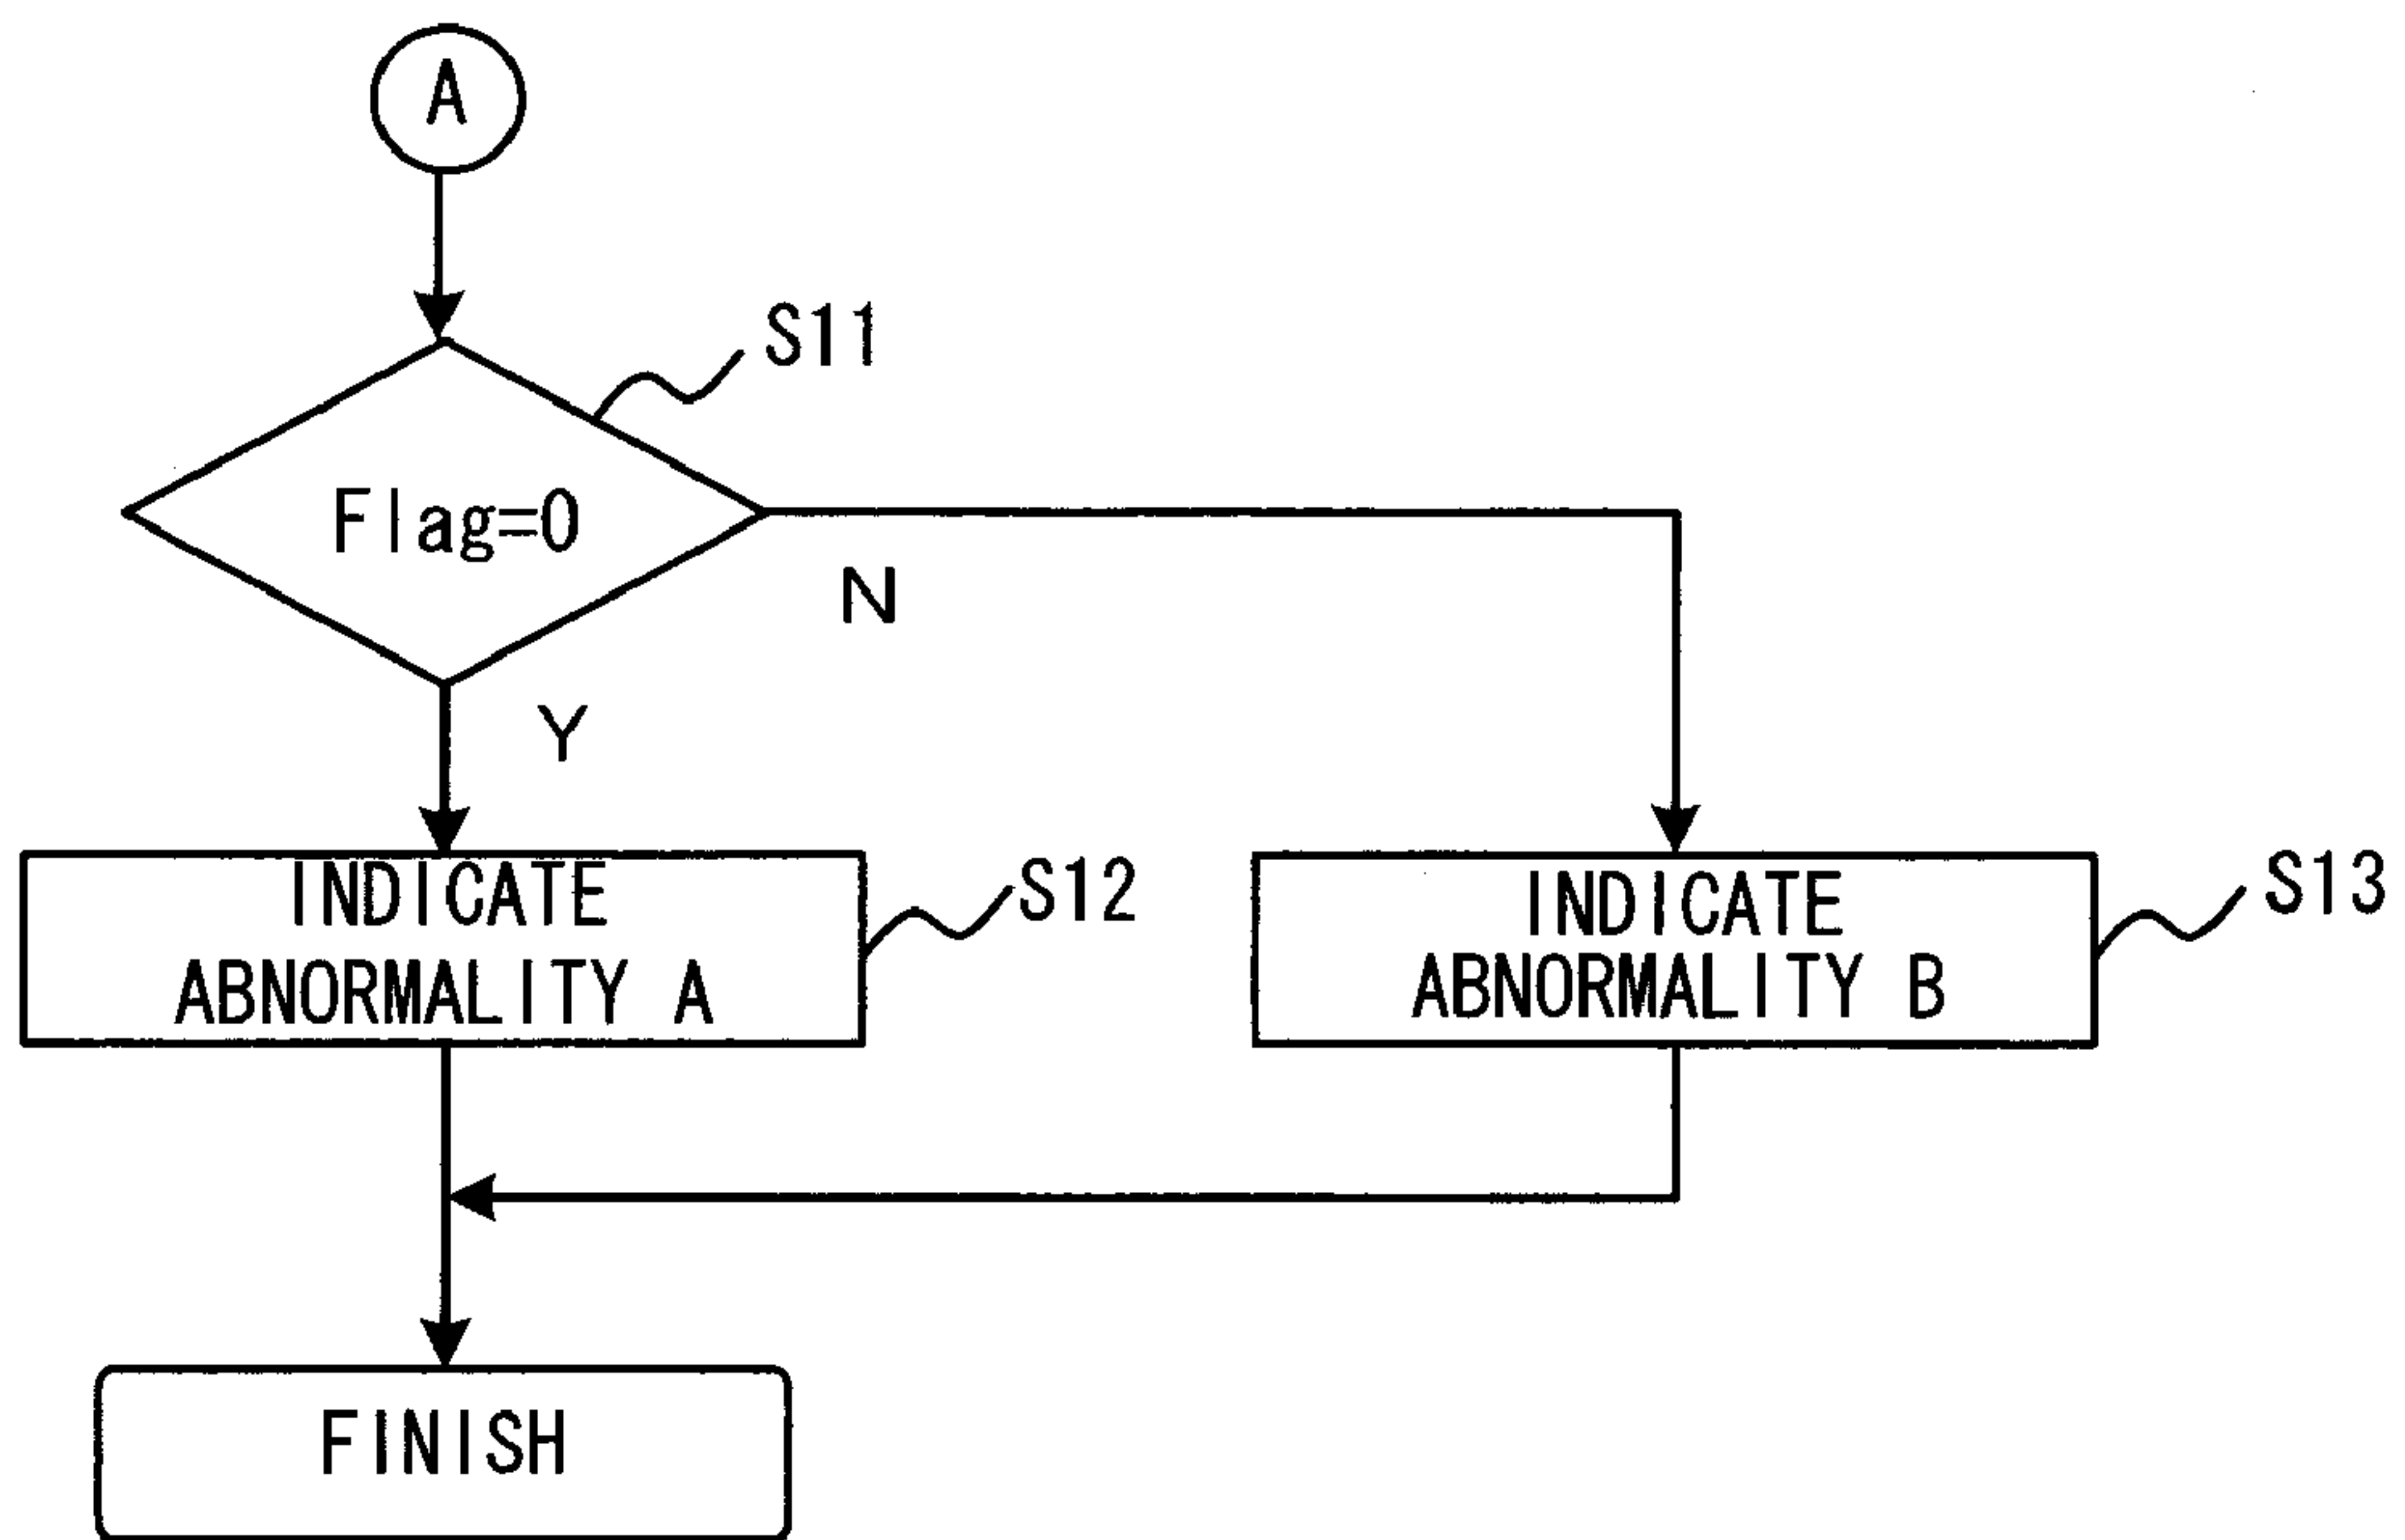 A
S11
Flag=0
N
Y
INDICATE
ABNORMALITY A
S12
INDICATE
ABNORMALITY B
S13
FINISH